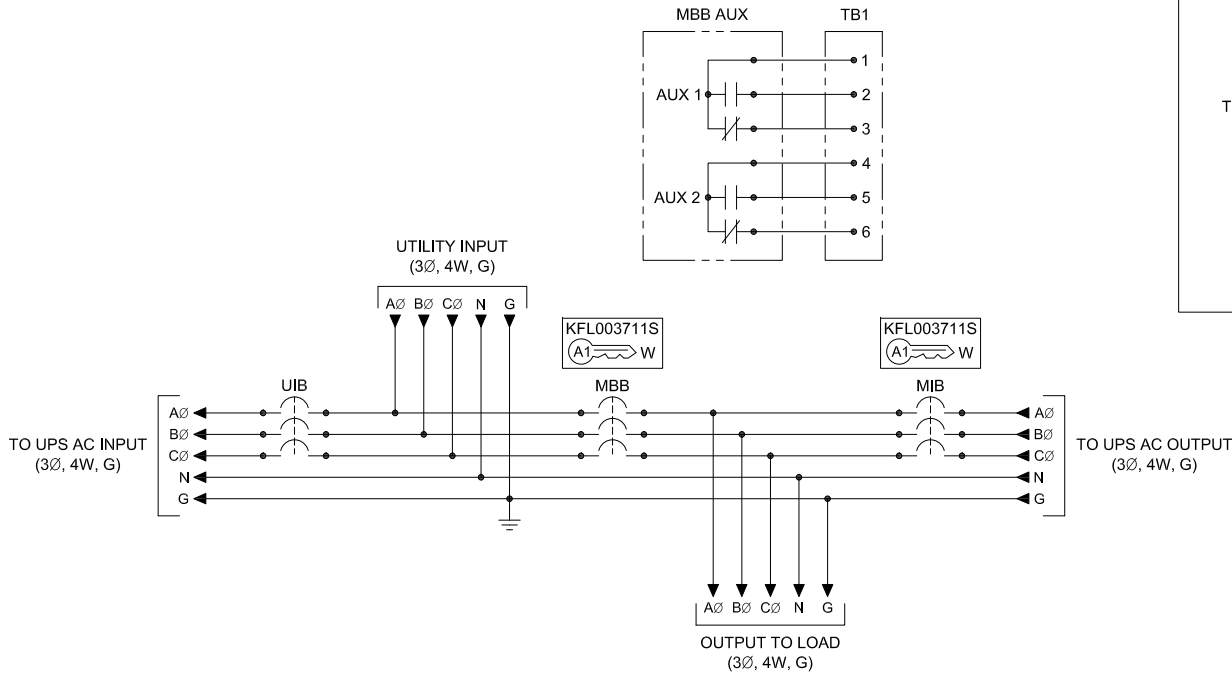 MBB AUX
TB1
AUX 1
1
2
3
AUX 2
4
5
6
T
UTILITY INPUT
(3Ø, 4W, G)
AØ BØ CØ N G
KFL003711S
A1 W
KFL003711S
A1 W
UIB
MBB
MIB
TO UPS AC INPUT
(3Ø, 4W, G)
AØ
BØ
CØ
N
G
AØ
BØ
CØ
N
G
TO UPS AC OUTPUT
(3Ø, 4W, G)
AØ BØ CØ N G
OUTPUT TO LOAD
(3Ø, 4W, G)